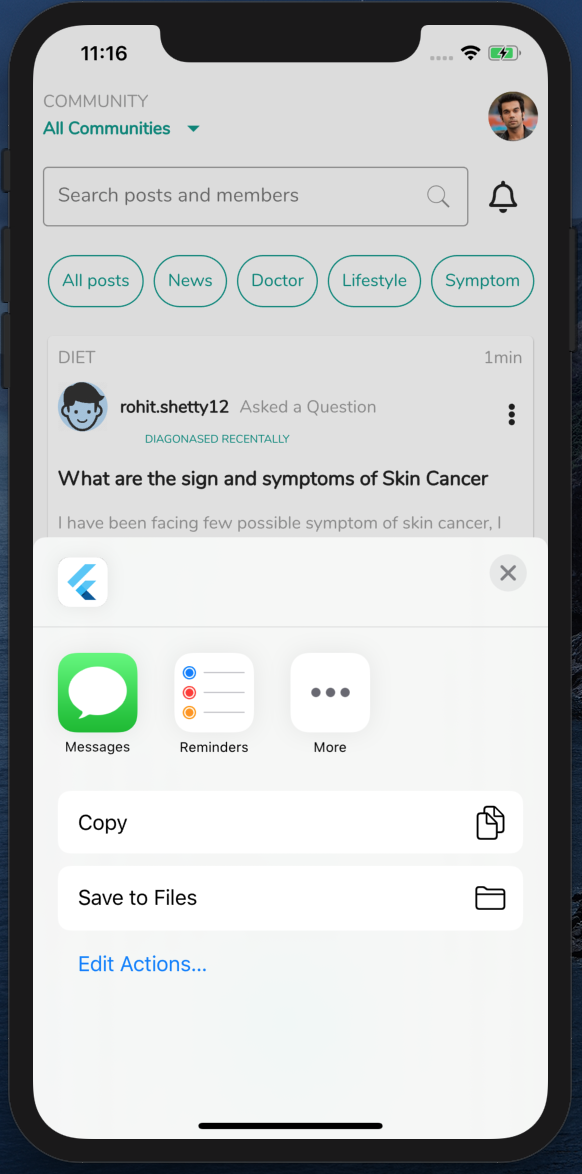 11:16
COMMUNITY
All Communities
Search posts and members
All posts News Doctor Lifestyle Symptom
DIET 1min
rohit.shetty12 Asked a Question
DIAGONASED RECENTALLY
What are the sign and symptoms of Skin Cancer
I have been facing few possible symptom of skin cancer, I
Messages Reminders More
Copy
Save to Files
Edit Actions...